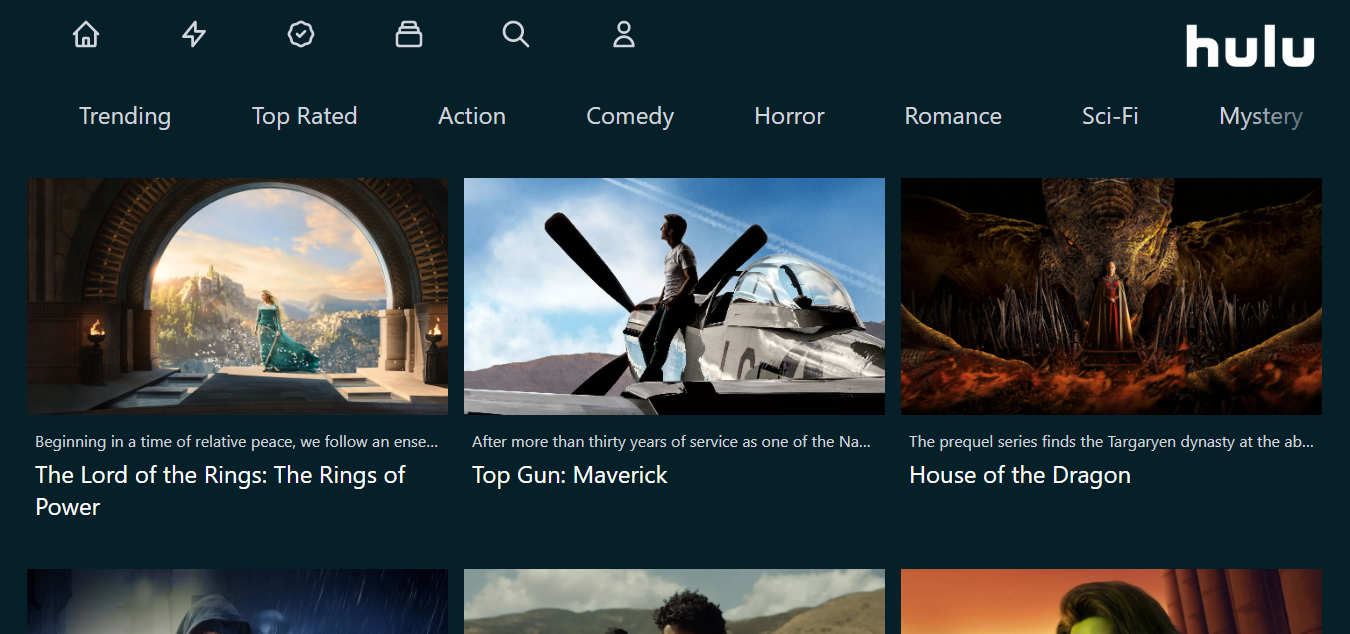 hulu
Trending Top Rated Action Comedy Horror Romance Sci-Fi Mystery
Beginning in a time of relative peace, we follow an ense...
The Lord of the Rings: The Rings of
Power
After more than thirty years of service as one of the Na...
Top Gun: Maverick
The prequel series finds the Targaryen dynasty at the ab...
House of the Dragon